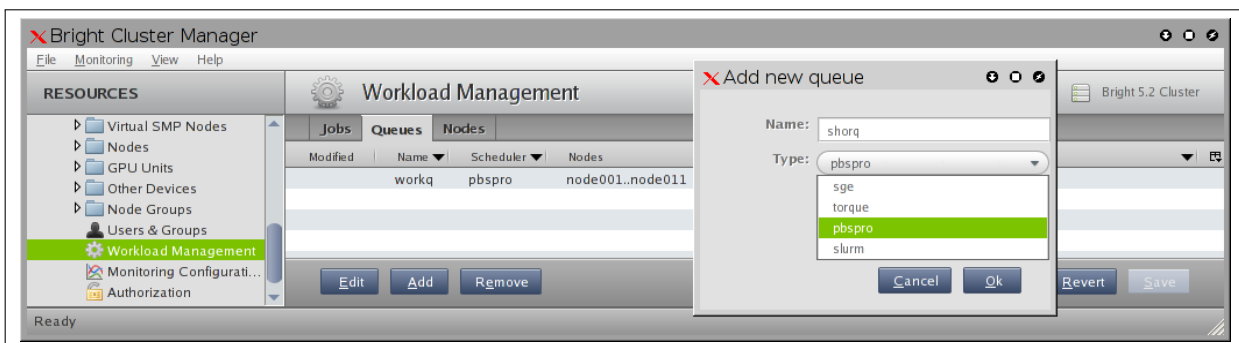 Bright Cluster Manager
File Monitoring View Help
RESOURCES
Virtual SMP Nodes
Nodes
GPU Units
Other Devices
Node Groups
Users & Groups
Workload Management
Monitoring Configurati...
Authorization
Workload Management
Bright 5.2 Cluster
Jobs Queues Nodes
Modified Name Scheduler Nodes
workq pbspro node001..node011
Edit Add Remove
Revert Save
Add new queue
Name: shorq
Type: pbspro
sge
torque
pbspro
slurm
Cancel Ok
Ready